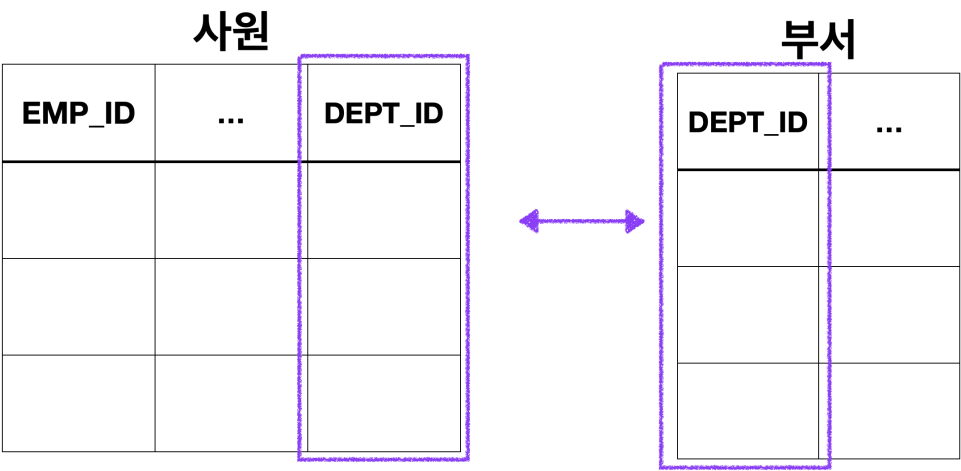 사원
EMP_ID ... DEPT_ID
부서
DEPT_ID ...